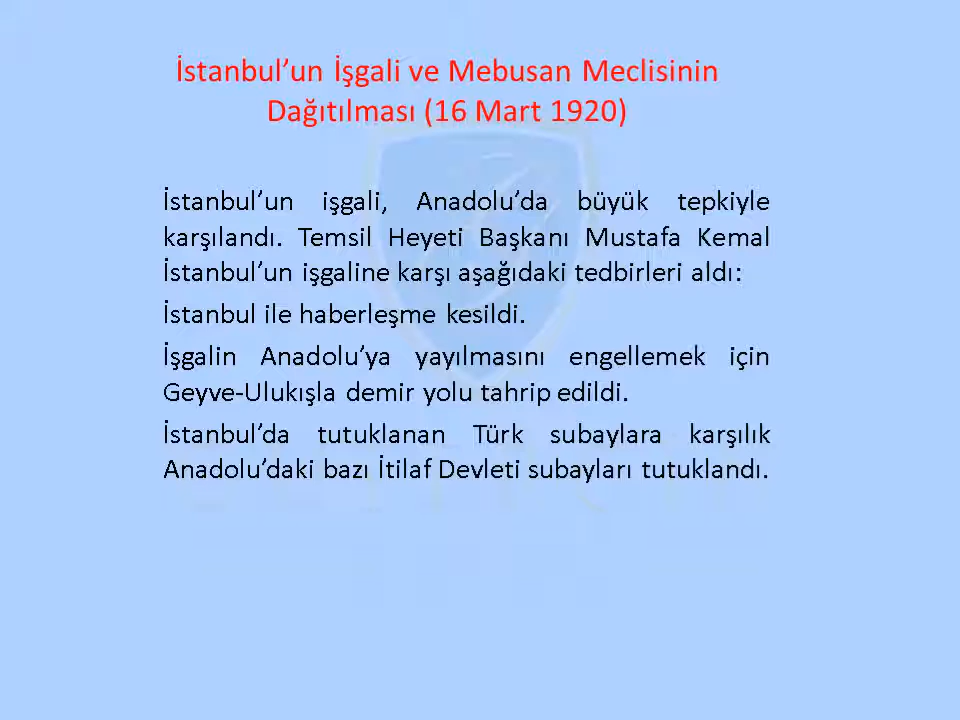 İstanbul’un İşgali ve Mebusan Meclisinin
Dağıtılması (16 Mart 1920)
İstanbul’un işgali, Anadolu’da büyük tepkiyle
karşılandı. Temsil Heyeti Başkanı Mustafa Kemal
İstanbul’un işgaline karşı aşağıdaki tedbirleri aldı:
İstanbul ile haberleşme kesildi.
İşgalin Anadolu’ya yayılmasını engellemek için
Geyve-Ulukışla demir yolu tahrip edildi.
İstanbul’da tutuklanan Türk subaylara karşılık
Anadolu’daki bazı İtilaf Devleti subayları tutuklandı.